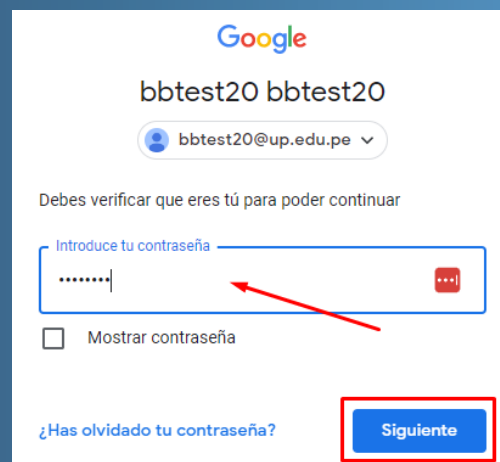 Google
bbtest20 bbtest20
bbtest20@up.edu.pe
Debes verificar que eres tú para poder continuar
Introduce tu contraseña
••••••••
Mostrar contraseña
¿Has olvidado tu contraseña?
Siguiente